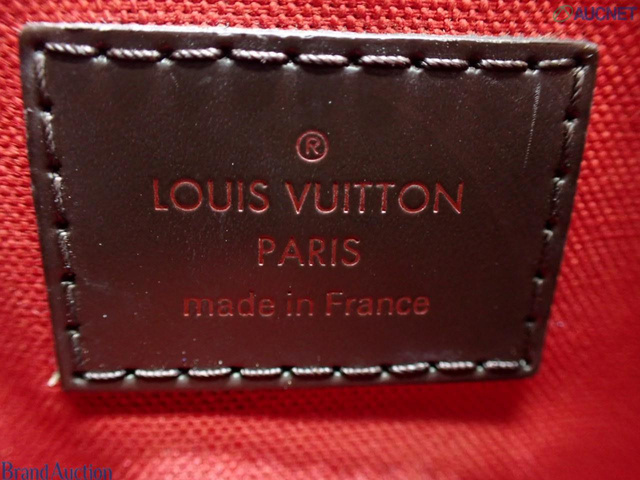 AUCNET
®
LOUIS VUITTON
PARIS
made in France
Brand Auction